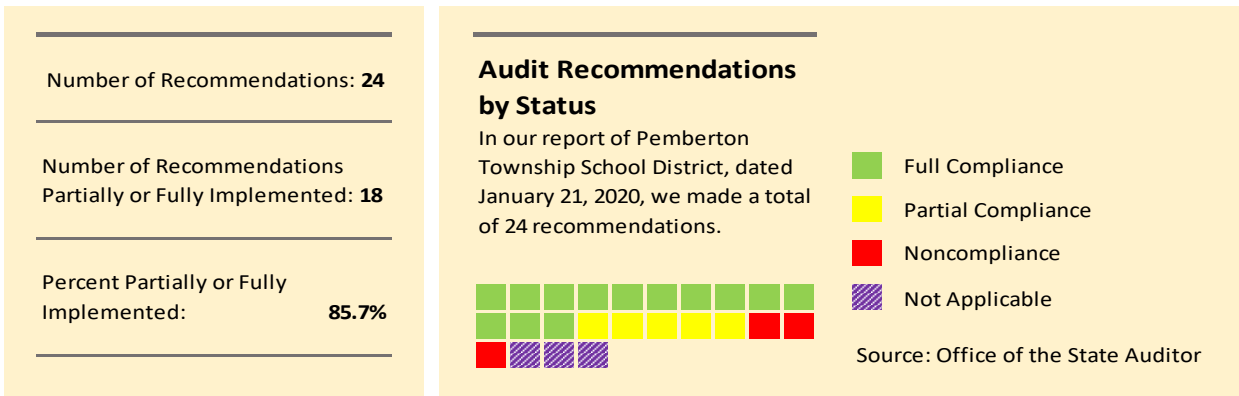 Number of Recommendations: 24
Number of Recommendations
Partially or Fully Implemented: 18
Percent Partially or Fully
Implemented: 85.7%
Audit Recommendations
by Status
In our report of Pemberton
Township School District, dated
January 21, 2020, we made a total
of 24 recommendations.
Full Compliance
Partial Compliance
Noncompliance
Not Applicable
Source: Office of the State Auditor